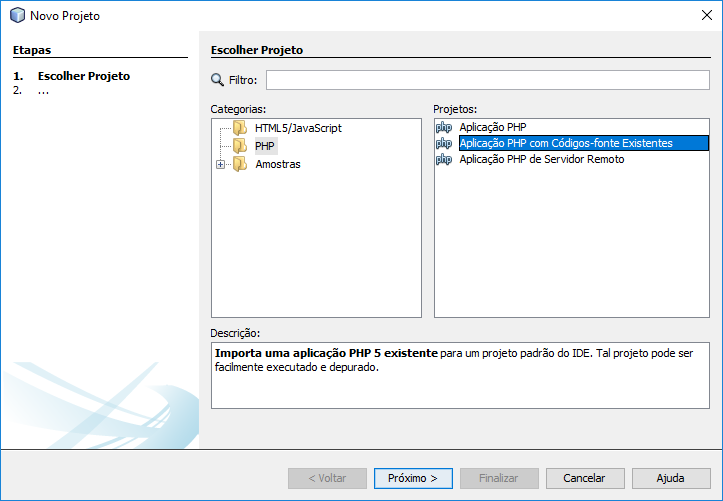 Novo Projeto
Etapas
1. Escolher Projeto
2. ...
Escolher Projeto
Filtro:
Categorias:
HTML5/JavaScript
PHP
Amostras
Projetos:
php Aplicação PHP
php Aplicação PHP com Códigos-fonte Existentes
php Aplicação PHP de Servidor Remoto
Descrição:
Importa uma aplicação PHP 5 existente para um projeto padrão do IDE. Tal projeto pode ser
facilmente executado e depurado.
< Voltar
Próximo >
Finalizar
Cancelar
Ajuda